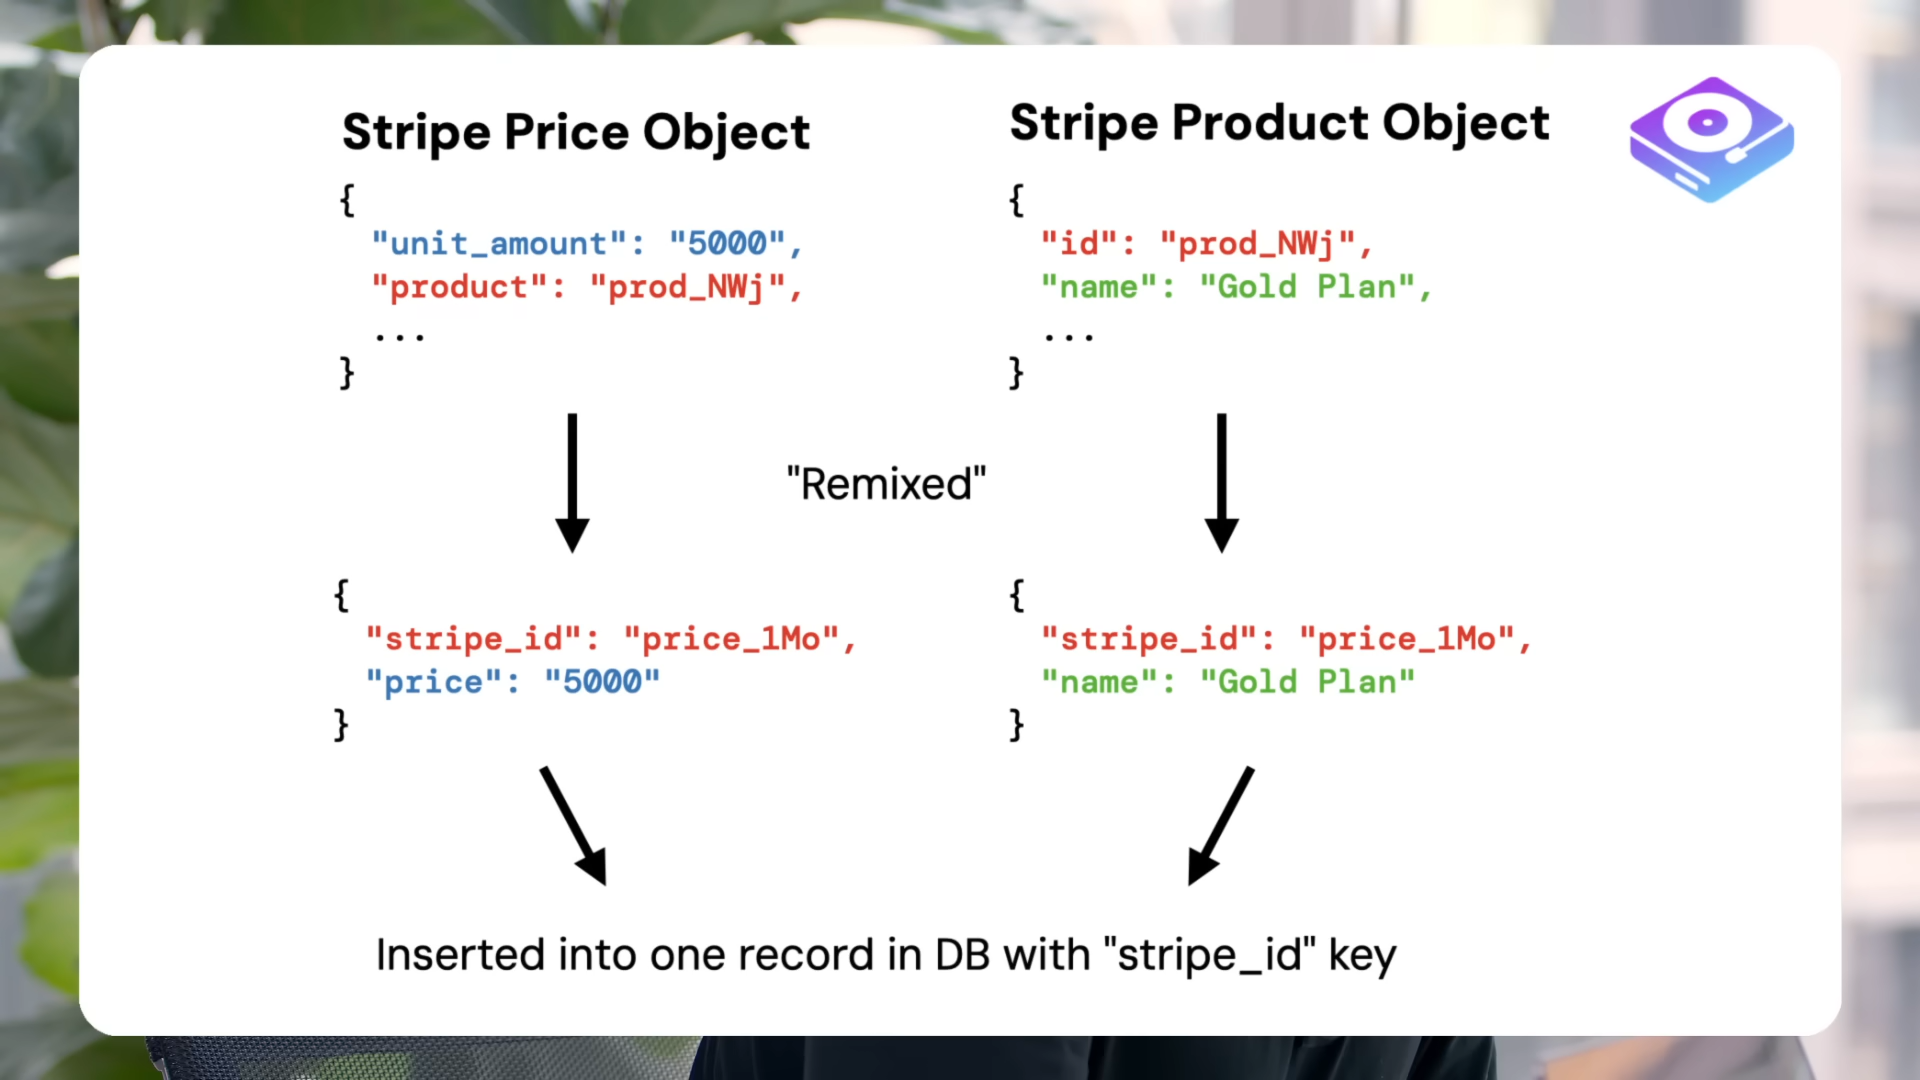 Stripe Price Object
{
"unit_amount": "5000",
"product": "prod_NWj",
...
}
Stripe Product Object
{
"id": "prod_NWj",
"name": "Gold Plan",
...
}
"Remixed"
{
"stripe_id": "price_1Mo",
"price": "5000"
}
{
"stripe_id": "price_1Mo",
"name": "Gold Plan"
}
Inserted into one record in DB with "stripe_id" key